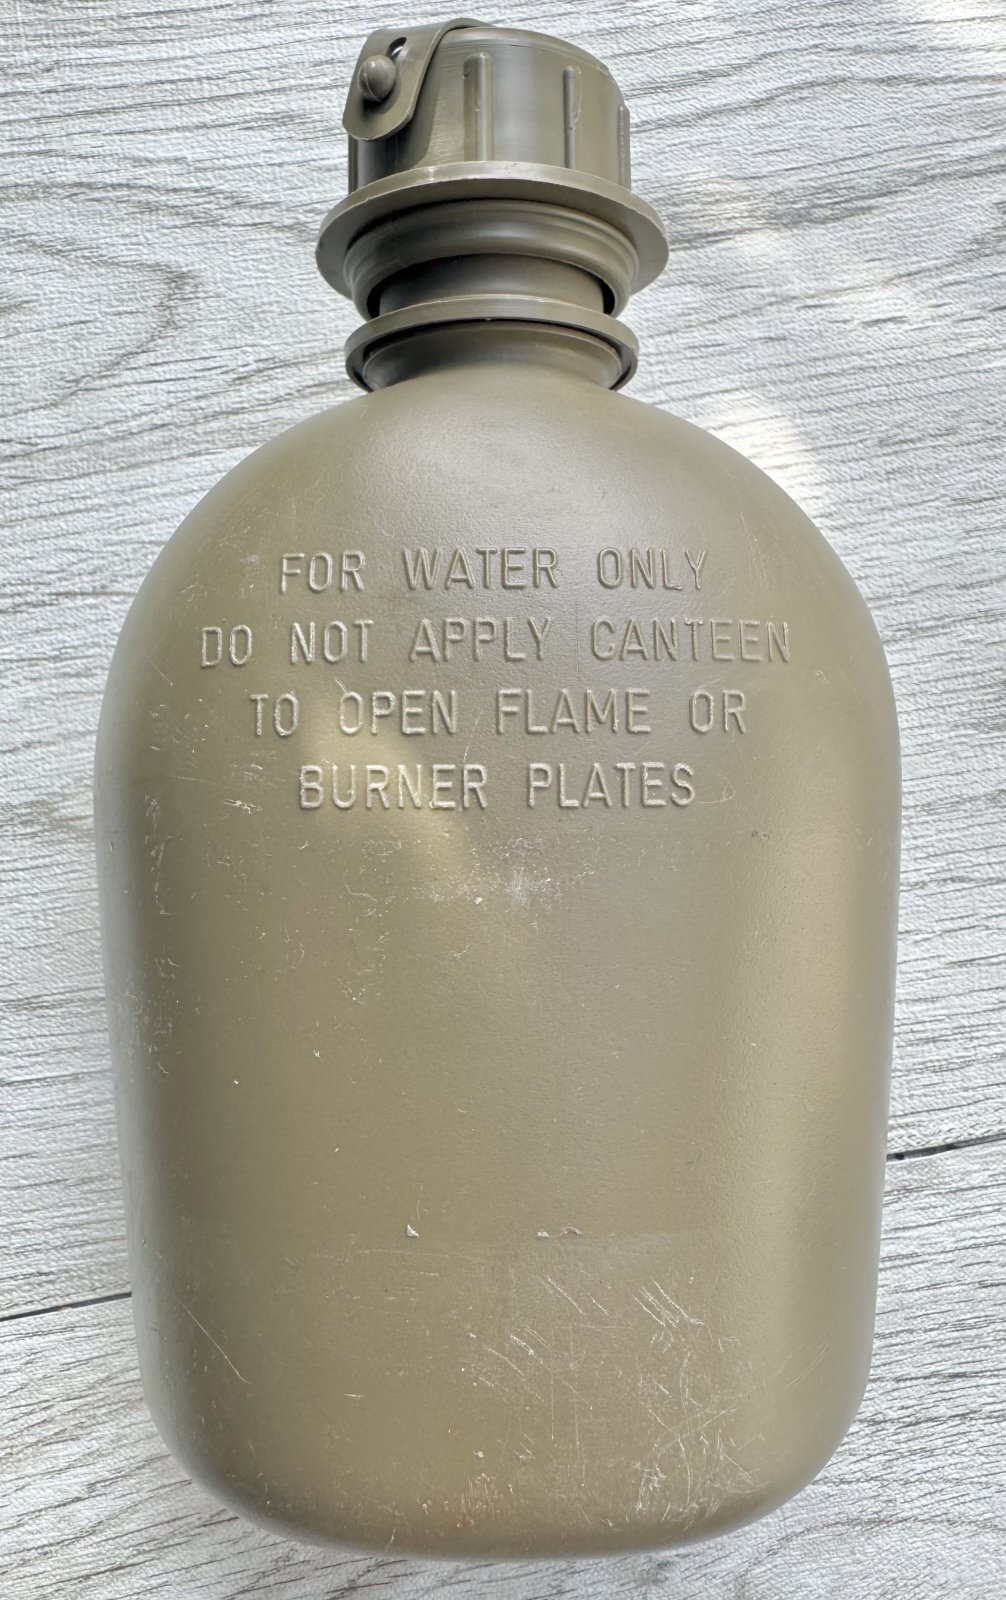 FOR WATER ONLY
DO NOT APPLY CANTEEN
TO OPEN FLAME OR
BURNER PLATES